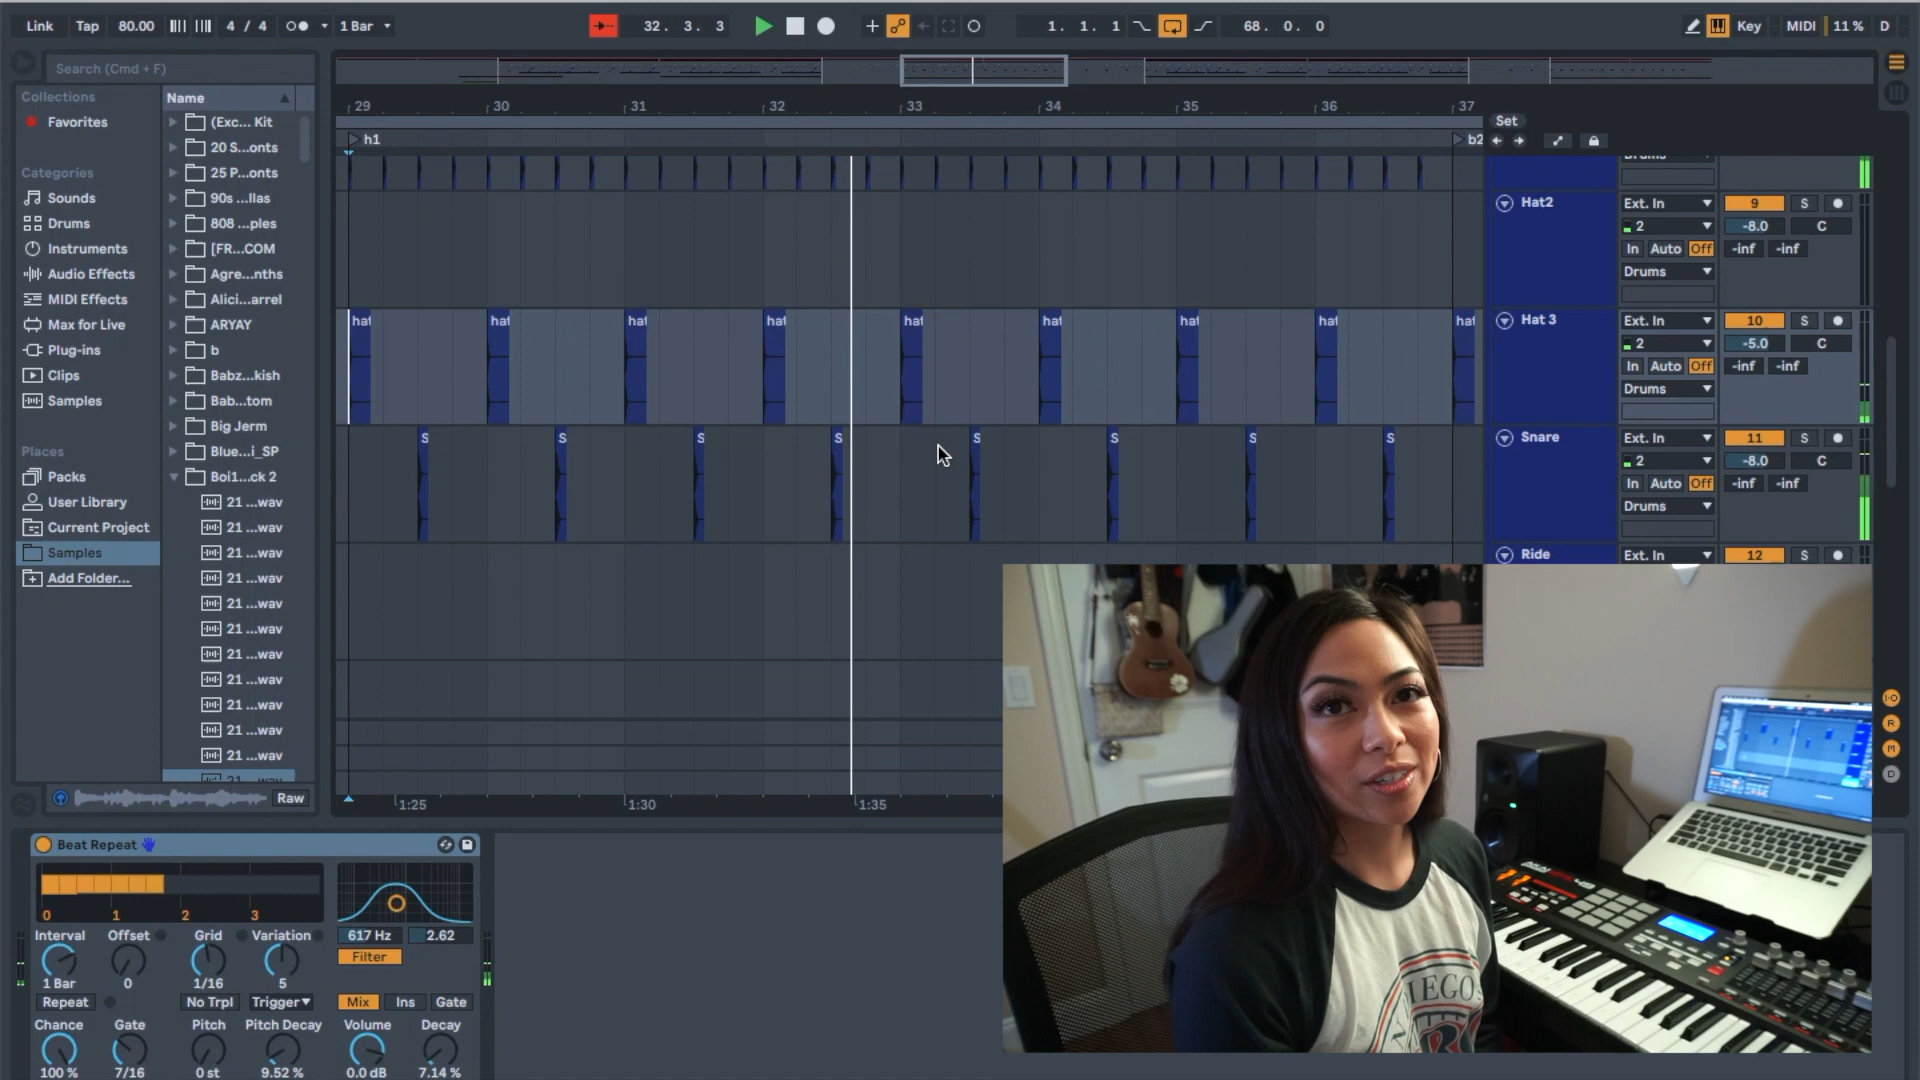 Link Tap 80.00 4 / 4 1 Bar 32. 3. 3 1. 1. 1 68. 0. 0 Key MIDI 11 % D
Search (Cmd + F)
Collections
Favorites
Categories
Sounds
Drums
Instruments
Audio Effects
MIDI Effects
Max for Live
Plug-ins
Clips
Samples
Places
Packs
User Library
Current Project
Samples
Add Folder...
Name
(Exc... Kit
20 S...onts
25 P...onts
90s ...llas
808 ...ples
[FR...COM
Agre...nths
Alici...arrel
ARYAY
b
Babz...kish
Bab...tom
Big Jerm
Blue...i_SP
Boi1...ck 2
21 ...wav
21 ...wav
21 ...wav
21 ...wav
21 ...wav
21 ...wav
21 ...wav
21 ...wav
21 ...wav
21 ...wav
21 ...wav
21 ...wav
Raw
29 30 31 32 33 34 35 36 37
h1 b2
Set
hat hat hat hat hat hat hat hat hat
S S S S S S S S
1:25 1:30 1:35
Drums
Hat2 Ext. In 9 S
2 -8.0 C
In Auto Off -inf -inf
Drums
Hat 3 Ext. In 10 S
2 -5.0 C
In Auto Off -inf -inf
Drums
Snare Ext. In 11 S
2 -8.0 C
In Auto Off -inf -inf
Drums
Ride Ext. In 12 S
I·O
R
M
D
Beat Repeat
0 1 2 3
Interval Offset Grid Variation 617 Hz 2.62
Filter
1 Bar 0 1/16 5
Repeat No Trpl Trigger Mix Ins Gate
Chance Gate Pitch Pitch Decay Volume Decay
100 % 7/16 0 st 9.52 % 0.0 dB 7.14 %
AKAI
IEGO